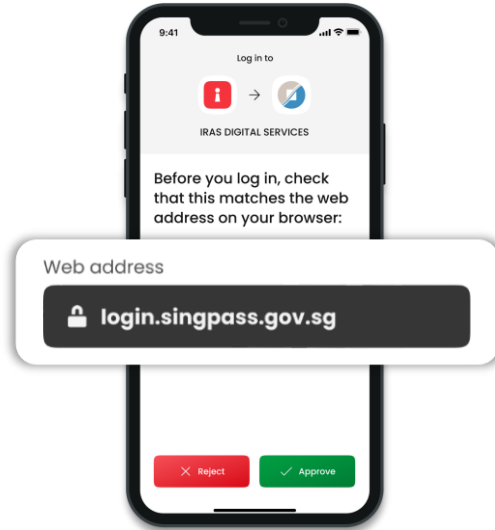 9:41
Log in to
IRAS DIGITAL SERVICES
Before you log in, check
that this matches the web
address on your browser:
Web address
login.singpass.gov.sg
Reject
Approve